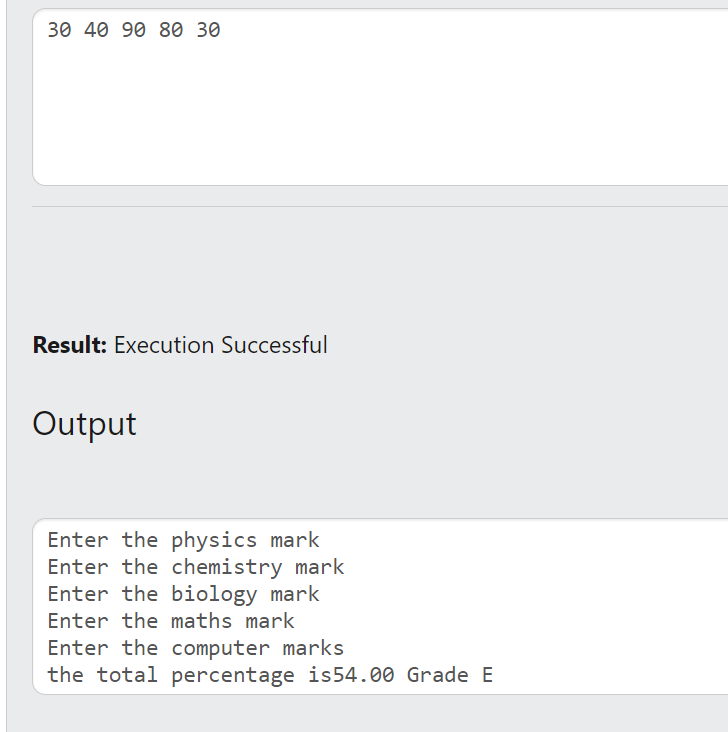 30 40 90 80 30
Result: Execution Successful
Output
Enter the physics mark
Enter the chemistry mark
Enter the biology mark
Enter the maths mark
Enter the computer marks
the total percentage is54.00 Grade E